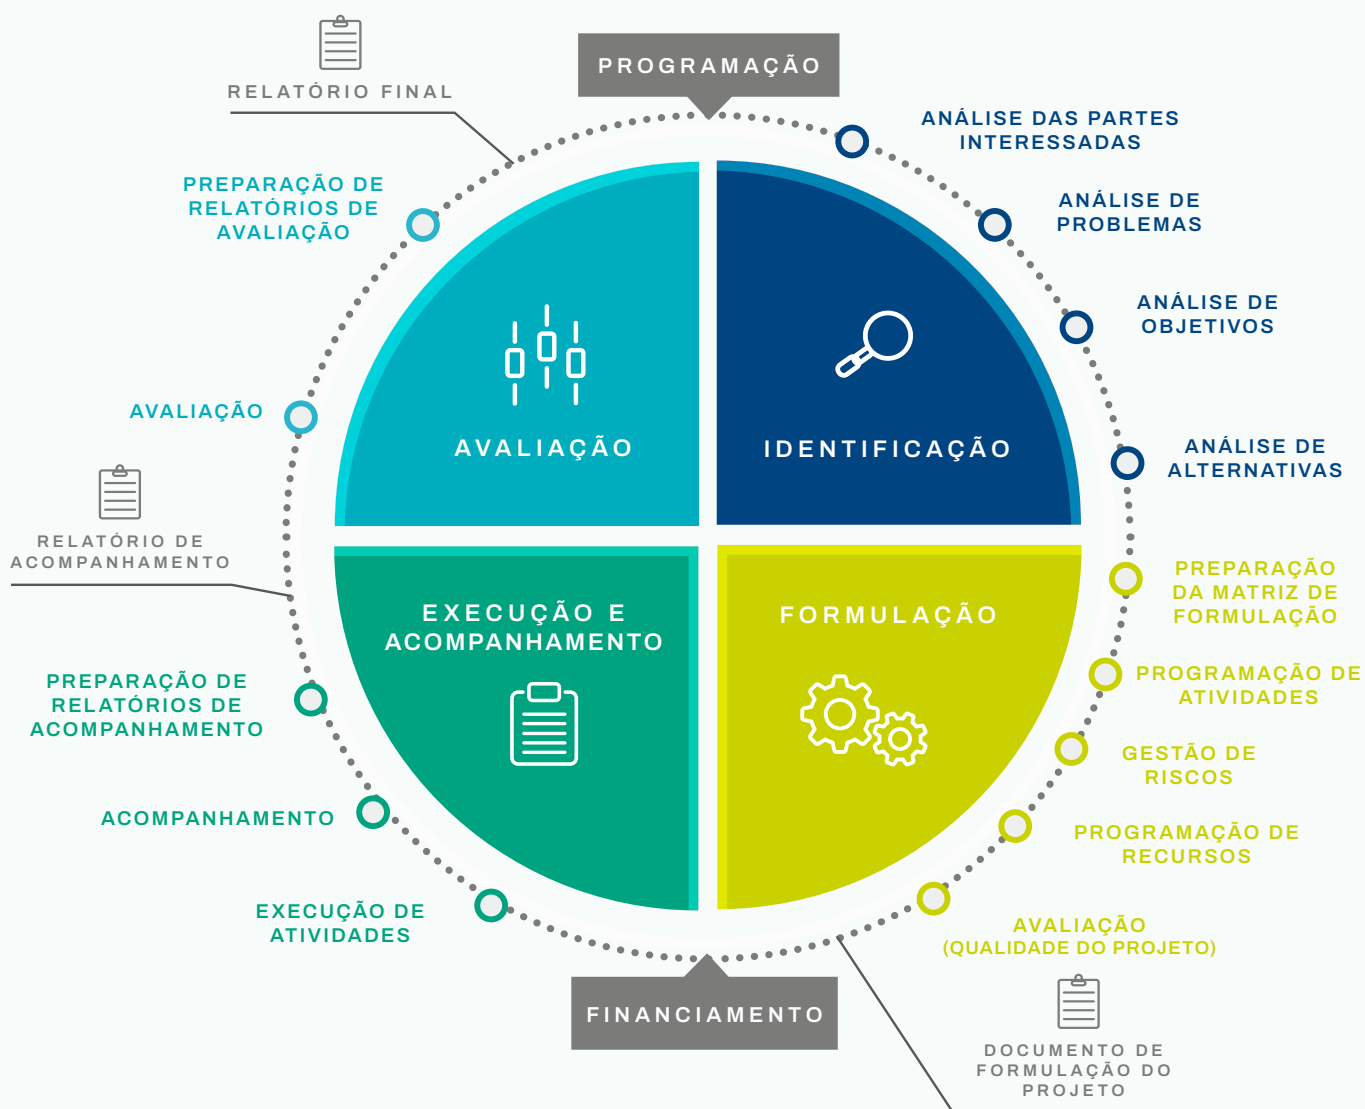 PROGRAMAÇÃO
RELATÓRIO FINAL
ANÁLISE DAS PARTES
INTERESSADAS
ANÁLISE DE
PROBLEMAS
ANÁLISE DE
OBJETIVOS
ANÁLISE DE
ALTERNATIVAS
PREPARAÇÃO DE
RELATÓRIOS DE
AVALIAÇÃO
AVALIAÇÃO
AVALIAÇÃO
IDENTIFICAÇÃO
RELATÓRIO DE
ACOMPANHAMENTO
EXECUÇÃO E
ACOMPANHAMENTO
FORMULAÇÃO
PREPARAÇÃO
DA MATRIZ DE
FORMULAÇÃO
PROGRAMAÇÃO DE
ATIVIDADES
GESTÃO DE
RISCOS
PROGRAMAÇÃO DE
RECURSOS
AVALIAÇÃO
(QUALIDADE DO PROJETO)
PREPARAÇÃO DE
RELATÓRIOS DE
ACOMPANHAMENTO
ACOMPANHAMENTO
EXECUÇÃO DE
ATIVIDADES
FINANCIAMENTO
DOCUMENTO DE
FORMULAÇÃO DO
PROJETO